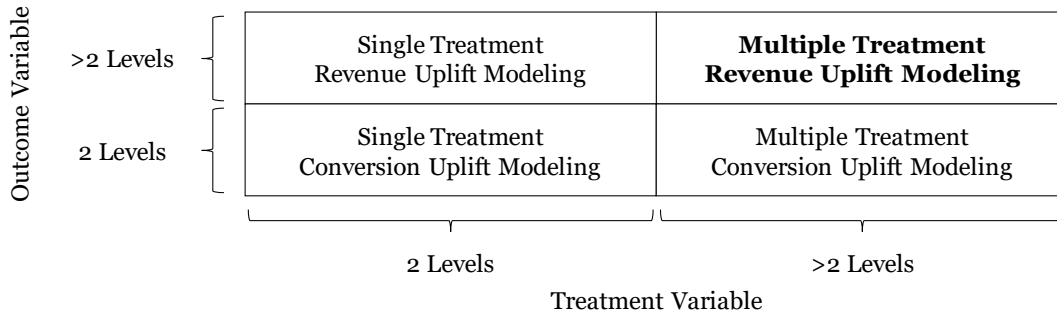 Outcome Variable
>2 Levels
Single Treatment
Revenue Uplift Modeling
Multiple Treatment
Revenue Uplift Modeling
2 Levels
Single Treatment
Conversion Uplift Modeling
Multiple Treatment
Conversion Uplift Modeling
2 Levels
>2 Levels
Treatment Variable